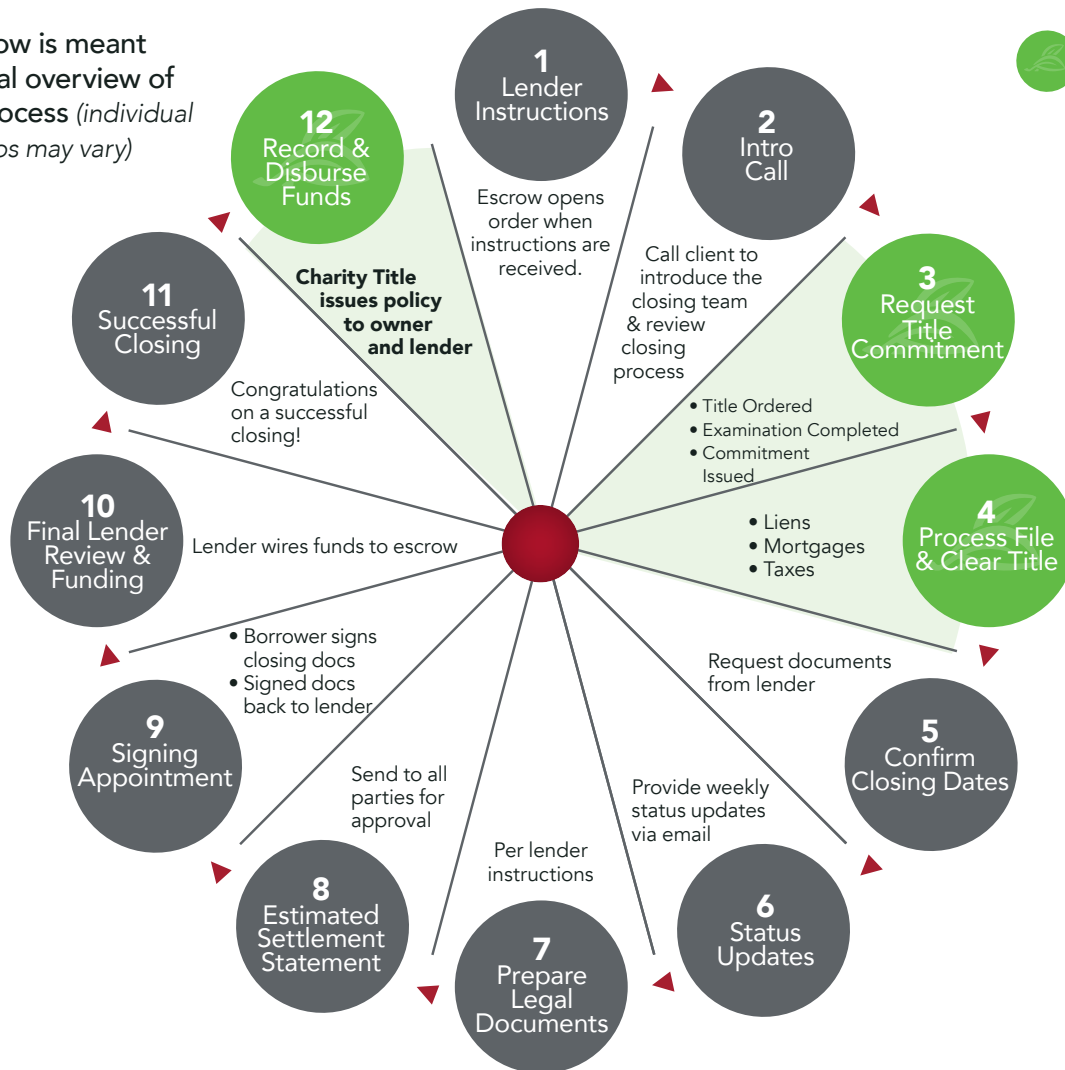 ow is meant
al overview of
ocess (individual
os may vary)
1
Lender
Instructions
Escrow opens
order when
instructions are
received.
2
Intro
Call
Call client to
introduce the
closing team
& review
closing
process
3
Request
Title
Commitment
• Title Ordered
• Examination Completed
• Commitment
Issued
4
Process File
& Clear Title
• Liens
• Mortgages
• Taxes
5
Confirm
Closing Dates
Request documents
from lender
6
Status
Updates
Provide weekly
status updates
via email
7
Prepare
Legal
Documents
Per lender
instructions
8
Estimated
Settlement
Statement
Send to all
parties for
approval
9
Signing
Appointment
• Borrower signs
closing docs
• Signed docs
back to lender
10
Final Lender
Review &
Funding
Lender wires funds to escrow
11
Successful
Closing
Congratulations
on a successful
closing!
12
Record &
Disburse
Funds
Charity Title
issues policy
to owner
and lender